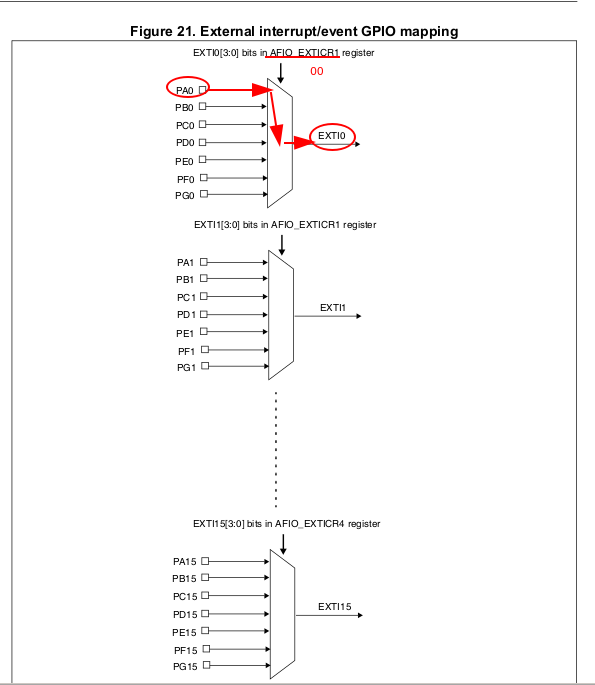 Figure 21. External interrupt/event GPIO mapping
EXTI0[3:0] bits in AFIO_EXTICR1 register
00
PA0
PB0
PC0
PD0
EXTI0
PE0
PF0
PG0
EXTI1[3:0] bits in AFIO_EXTICR1 register
PA1
PB1
PC1
PD1
EXTI1
PE1
PF1
PG1
EXTI15[3:0] bits in AFIO_EXTICR4 register
PA15
PB15
PC15
PD15
EXTI15
PE15
PF15
PG15